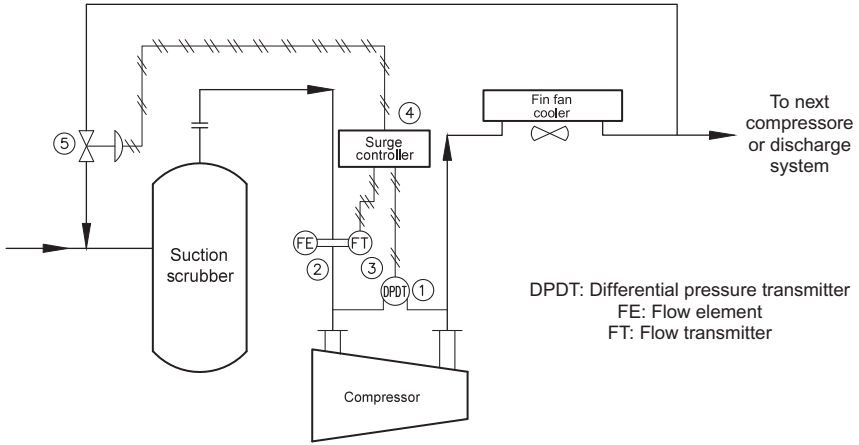 Fin fan
cooler
To next
compressore
or discharge
system
4
5
Surge
controller
Suction
scrubber
FE
FT
2
3
DPDT
1
DPDT: Differential pressure transmitter
FE: Flow element
FT: Flow transmitter
Compressor